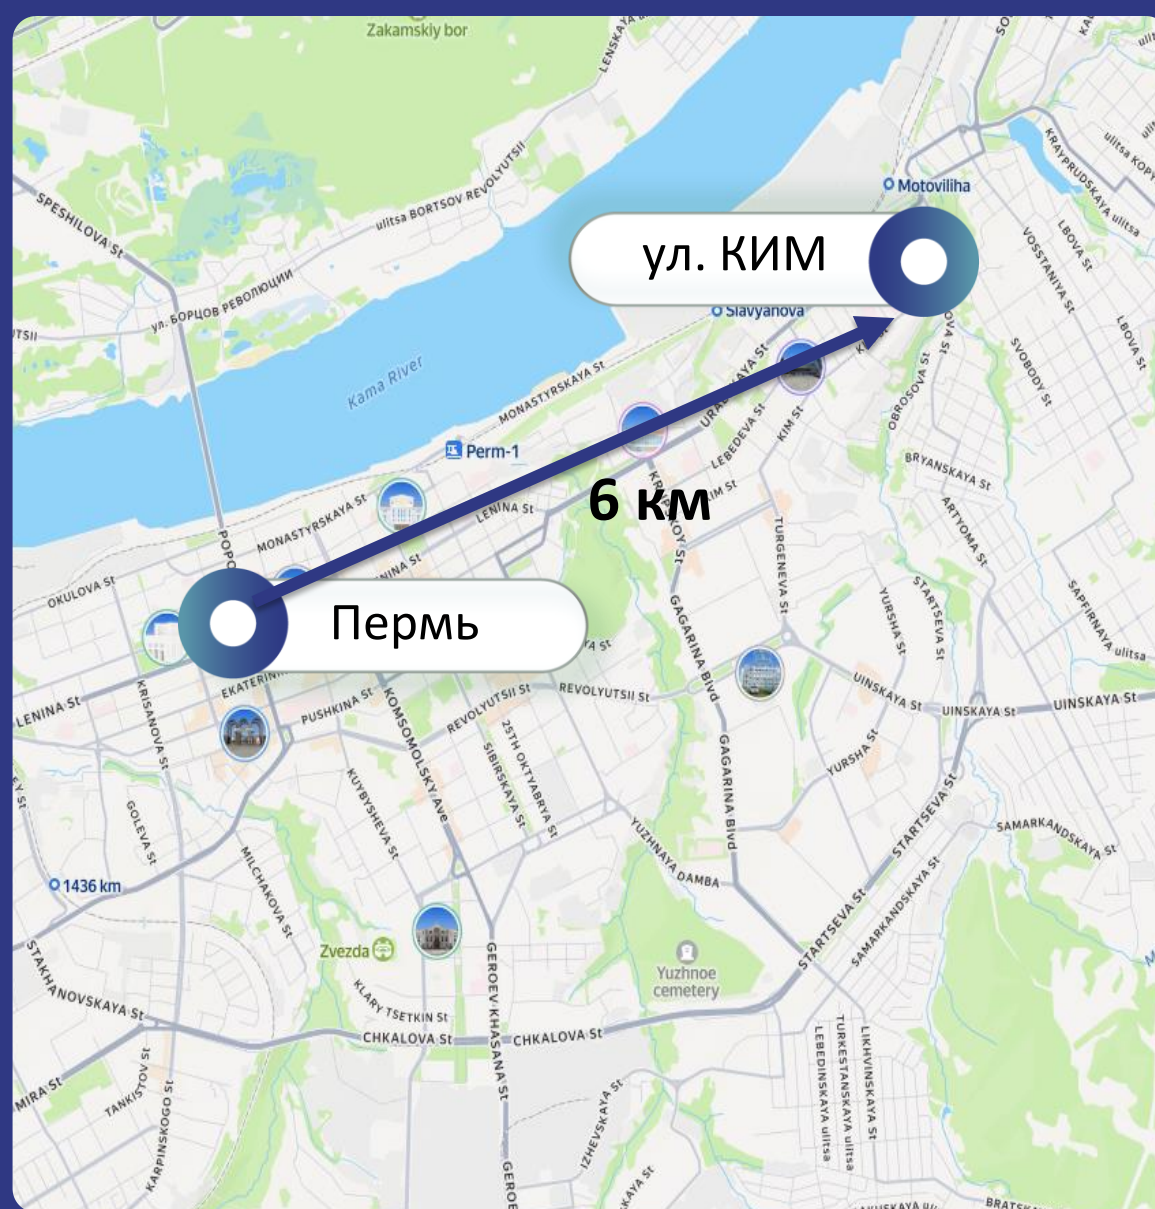 Zakamskiy bor
LENSKAYA
Motoviliha
KRAYPRUDSKAYA ulitsa
SPESHILOVA St
ulitsa BORTSOV REVOLYUTSII
ул. БОРЦОВ РЕВОЛЮЦИИ
LBOVA St
VOSSTANIYA St
ул. КИМ
Slavyanova
Kama River
MONASTYRSKAYA St
SVOBODY St
LBOVA St
OBROSOVA St
LEBEDEVA St
KIM St
Perm-1
BRYANSKAYA St
6 км
LENINA St
MONASTYRSKAYA St
ARTYOMA St
TURGENEVA St
OKULOVA St
Пермь
GAGARINA Blvd
YURSHA St
STARTSEVA St
SAPFIRNAYA ulitsa
LENINA St
KRISANOVA St
PUSHKINA St
KOMSOMOLSKY Ave
REVOLYUTSII St
REVOLYUTSII St
UINSKAYA St
UINSKAYA St
UINSKAYA St
SIBIRSKAYA St
25TH OKTYABRYA St
YURSHA St
GAGARINA Blvd
KUYBYSHEVA St
GOLEVA St
MILCHAKOVA St
YUZHNAYA DAMBA
STARTSEVA St
SAMARKANDSKAYA St
1436 km
STARTSEVA St
SAMARKANDSKAYA St
Zvezda
Yuzhnoe
cemetery
STAKHANOVSKAYA St
KLARY TSETKIN St
GEROEV KHASANA St
CHKALOVA St
CHKALOVA St
LEBEDINSKAYA ulitsa
TURKESTANSKAYA ulitsa
LIKHVINSKAYA St
MIRA St
TANKISTOV St
KARPINSKOGO St
IZHEVSKAYA St